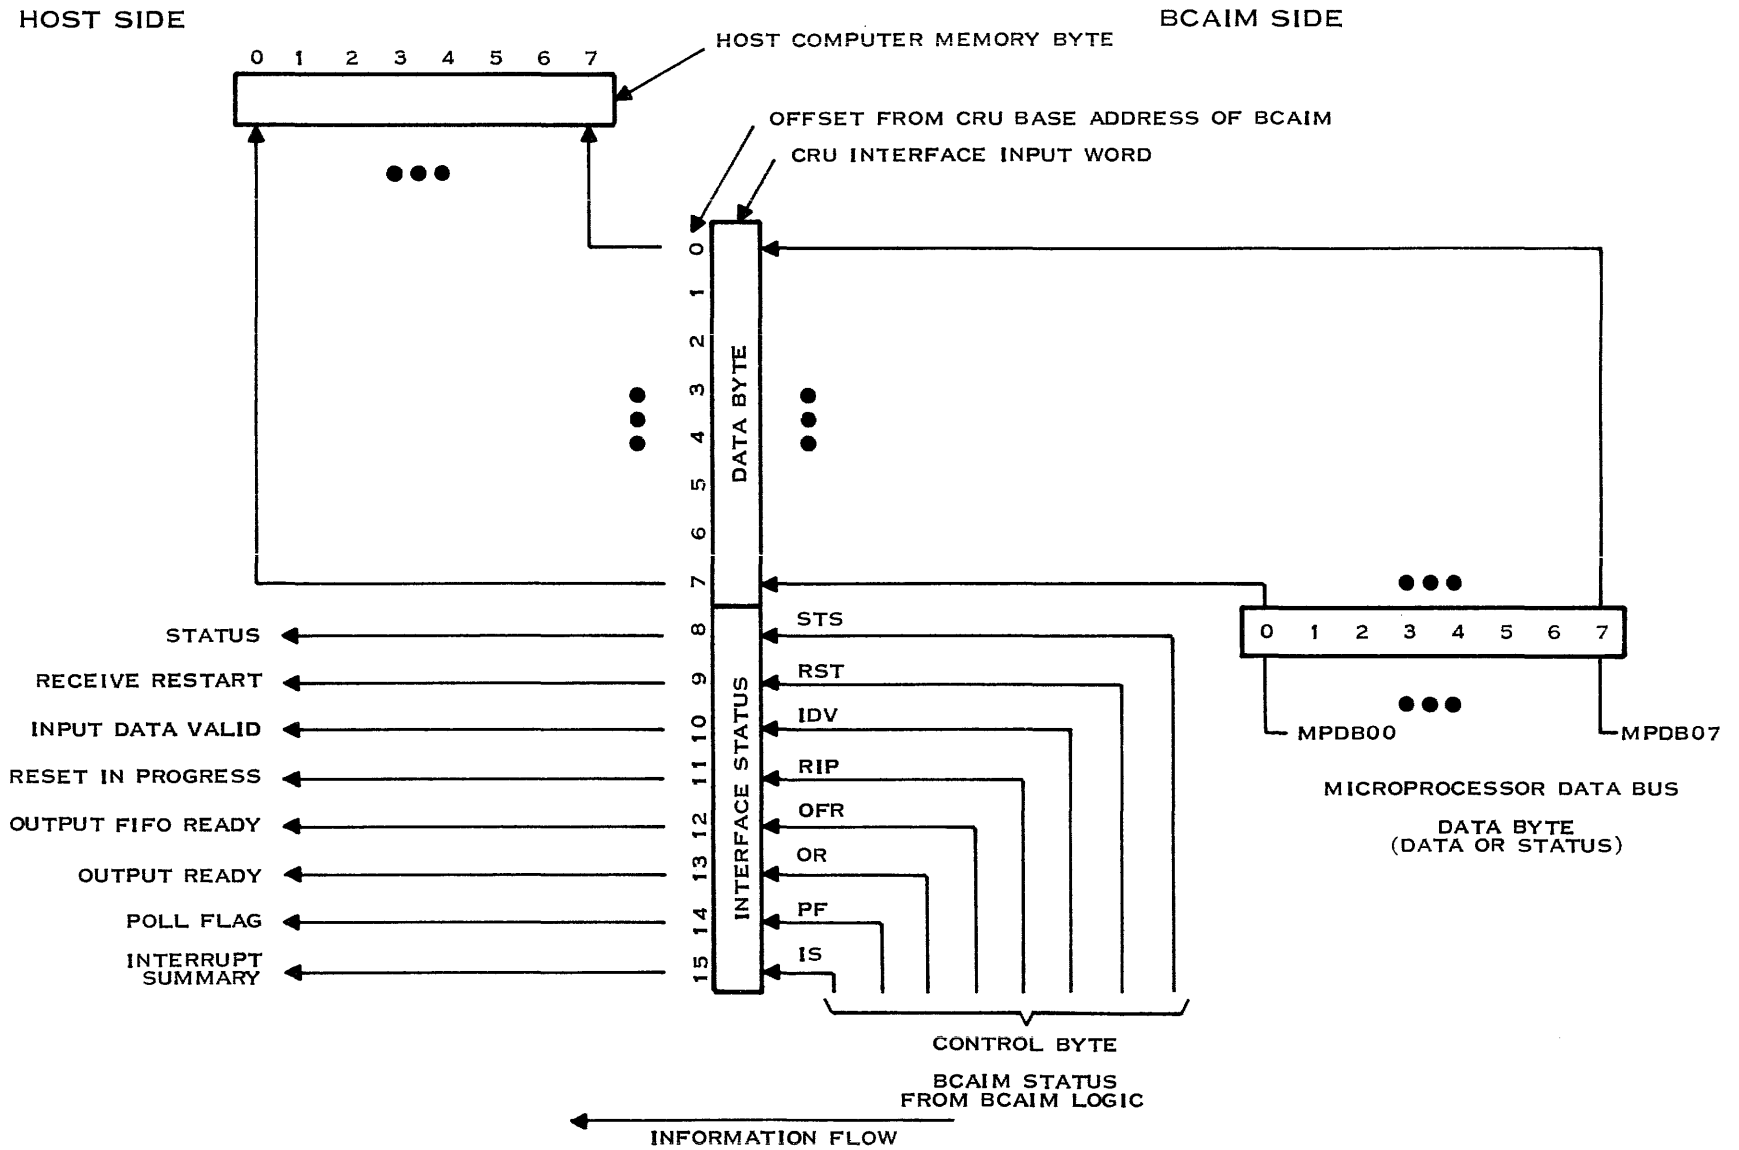 HOST SIDE
BCAIM SIDE
HOST COMPUTER MEMORY BYTE
0 1 2 3 4 5 6 7
OFFSET FROM CRU BASE ADDRESS OF BCAIM
CRU INTERFACE INPUT WORD
0
1
2
3
4
5
6
7
8
9
10
11
12
13
14
15
DATA BYTE
INTERFACE STATUS
STATUS
RECEIVE RESTART
INPUT DATA VALID
RESET IN PROGRESS
OUTPUT FIFO READY
OUTPUT READY
POLL FLAG
INTERRUPT
SUMMARY
STS
RST
IDV
RIP
OFR
OR
PF
IS
0 1 2 3 4 5 6 7
MPDB00
MPDB07
MICROPROCESSOR DATA BUS
DATA BYTE
(DATA OR STATUS)
CONTROL BYTE
BCAIM STATUS
FROM BCAIM LOGIC
INFORMATION FLOW